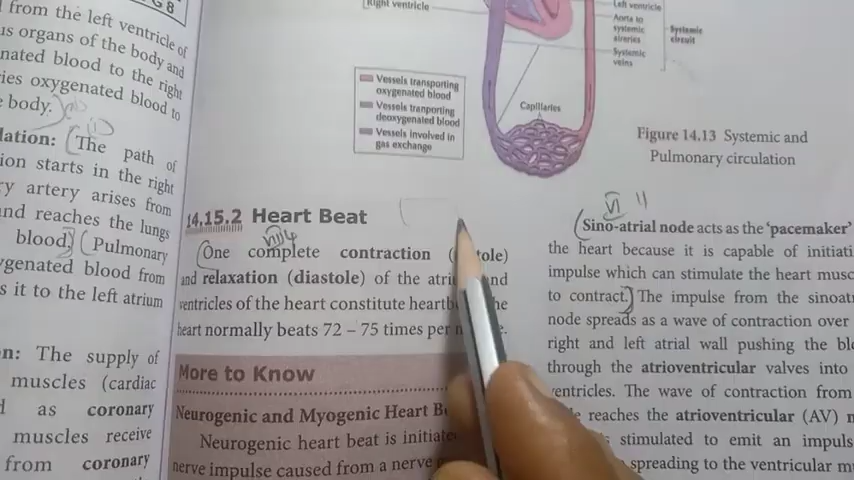 G8
from the left ventricle of
us organs of the body and
nated blood to the right
ries oxygenated blood to
body.
lation: The path of
ion starts in the right
ry artery arises from
and reaches the lungs
blood) (Pulmonary
ygenated blood from
s it to the left atrium
n: The supply of
muscles (cardiac
as coronary
muscles receive
from coronary
Right ventricle
Left ventricle
Aorta to
systemic
arteries
Systemic
veins
Systemic
circuit
Vessels transporting
oxygenated blood
Vessels tranporting
deoxygenated blood
Vessels involved in
gas exchange
Capillaries
Figure 14.13 Systemic and
Pulmonary circulation
14.15.2 Heart Beat
One complete contraction
and relaxation (diastole) of the
ventricles of the heart constitute
heart normally beats 72 – 75 times per
More to Know
Neurogenic and Myogenic Heart
Neurogenic heart beat is
nerve impulse caused from a nerve
Sino-atrial node acts as the 'pacemaker'
the heart because it is capable of
impulse which can stimulate the heart
to contract. The impulse from the
node spreads as a wave of contraction over
right and left atrial wall pushing the
through the atrioventricular valves into
ventricles. The wave of contraction from
reaches the atrioventricular (AV)
stimulated to emit an
spreading to the ventricular